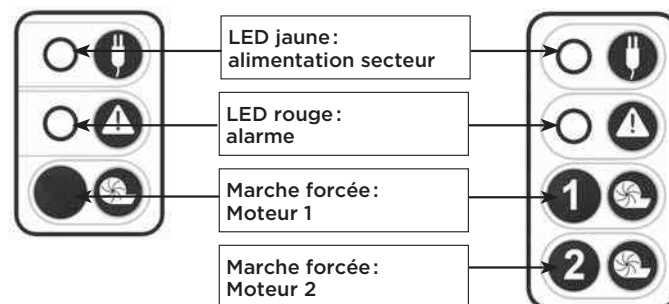 LED jaune:
alimentation secteur
LED rouge:
alarme
Marche forcée:
Moteur 1
1
Marche forcée:
Moteur 2
2